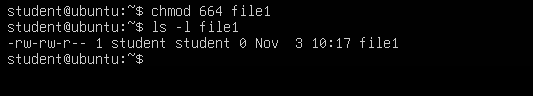 student@ubuntu:~$ chmod 664 file1
student@ubuntu:~$ ls -l file1
-rw-rw-r-- 1 student student 0 Nov  3 10:17 file1
student@ubuntu:~$